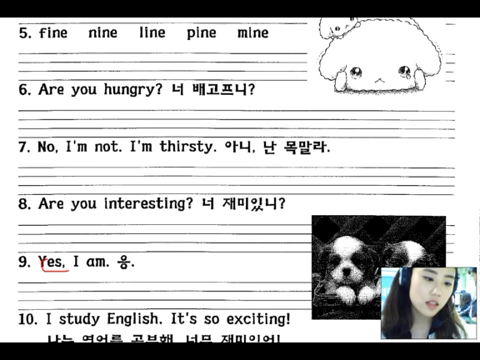 5. fine nine line pine mine
6. Are you hungry? 너 배고프니?
7. No, I'm not. I'm thirsty. 아니, 난 목말라.
8. Are you interesting? 너 재미있니?
9. Yes, I am. 응.
10. I study English. It's so exciting!
나는 영어를 공부해. 너무 재미있어!